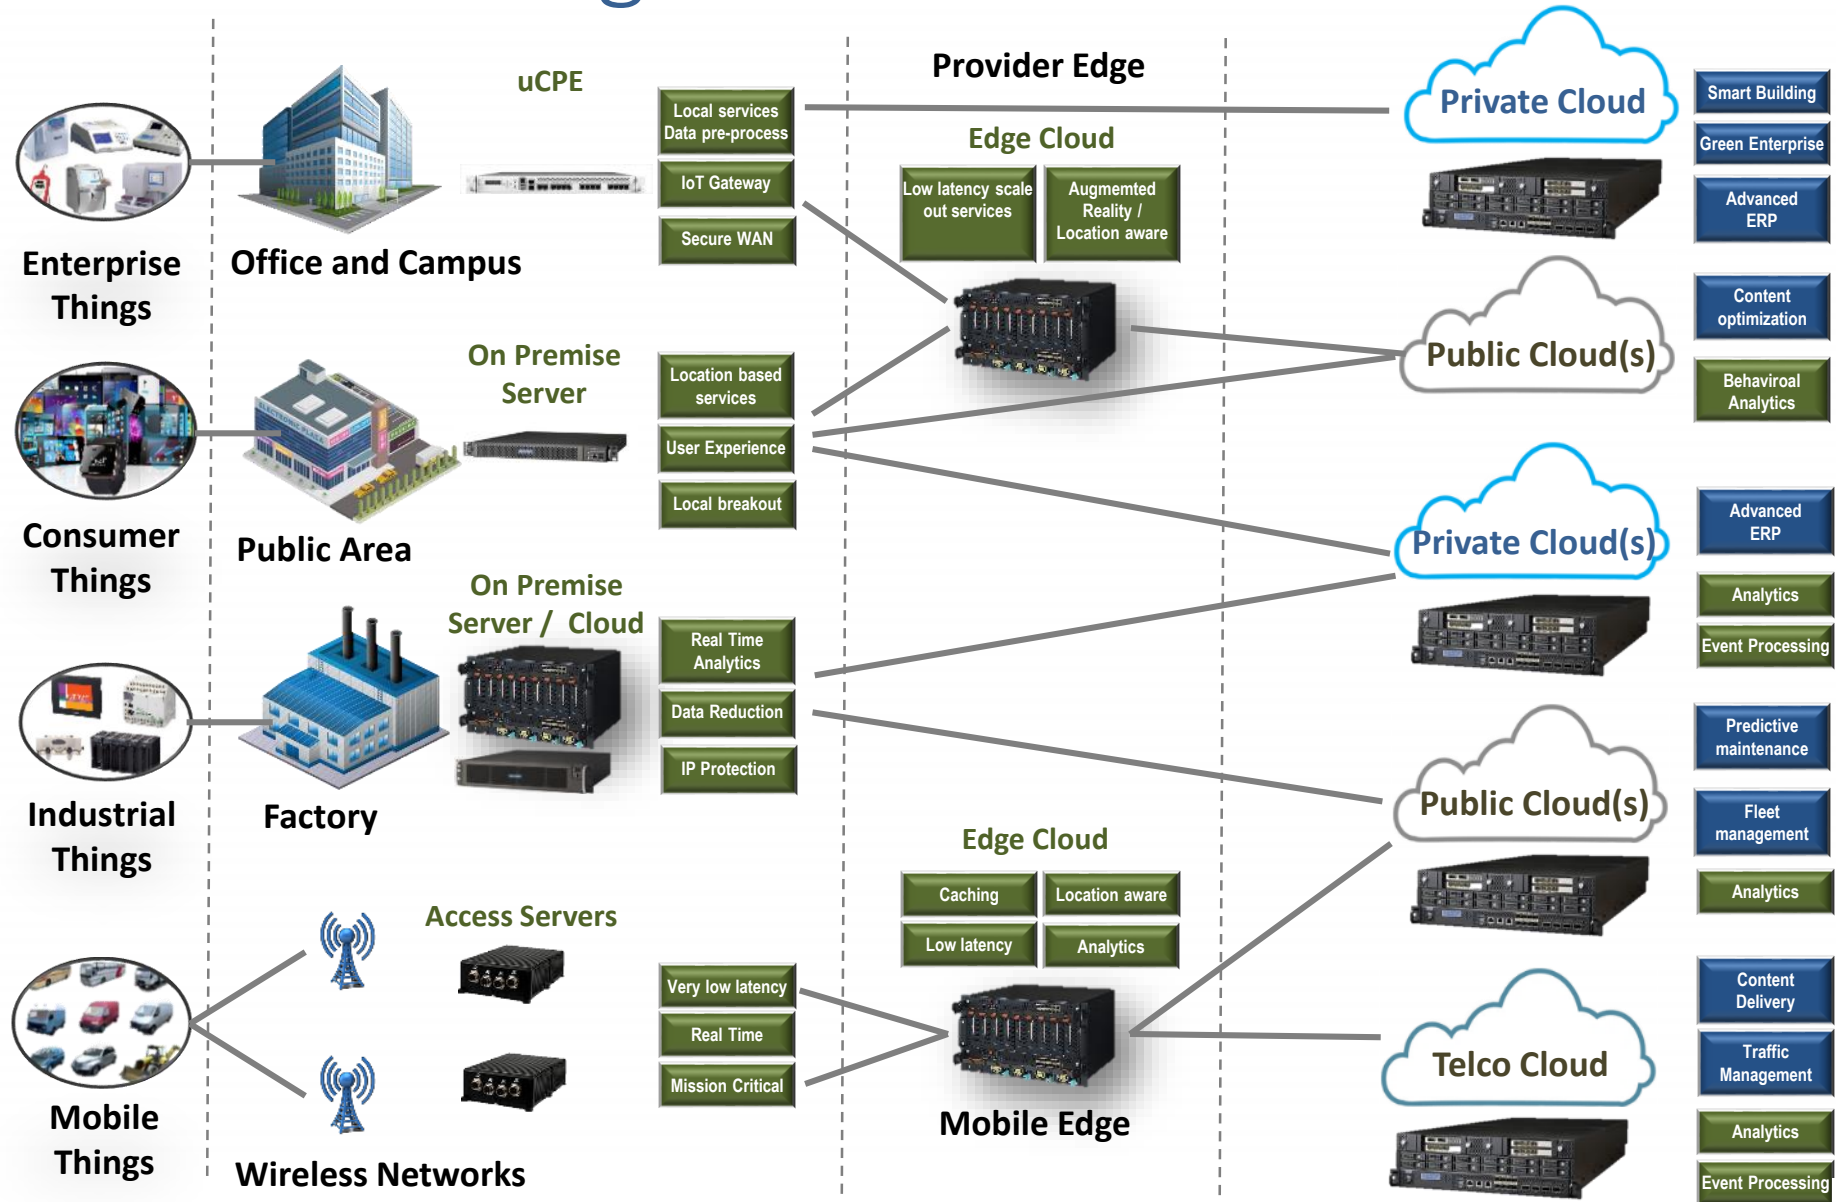 Provider Edge
uCPE
Local services
Data pre-process
IoT Gateway
Secure WAN
Enterprise
Things
Office and Campus
Edge Cloud
Low latency scale
out services
Augmemted
Reality /
Location aware
Private Cloud
Smart Building
Green Enterprise
Advanced
ERP
Public Cloud(s)
Content
optimization
Behaviroal
Analytics
On Premise
Server
Location based
services
User Experience
Local breakout
ELECTRONIC PLAZA
Consumer
Things
Public Area
Private Cloud(s)
Advanced
ERP
Analytics
Event Processing
On Premise
Server / Cloud
Real Time
Analytics
Data Reduction
IP Protection
Industrial
Things
Factory
Public Cloud(s)
Predictive
maintenance
Fleet
management
Analytics
Edge Cloud
Caching
Location aware
Low latency
Analytics
Mobile Edge
Access Servers
Very low latency
Real Time
Mission Critical
Mobile
Things
Wireless Networks
Telco Cloud
Content
Delivery
Traffic
Management
Analytics
Event Processing